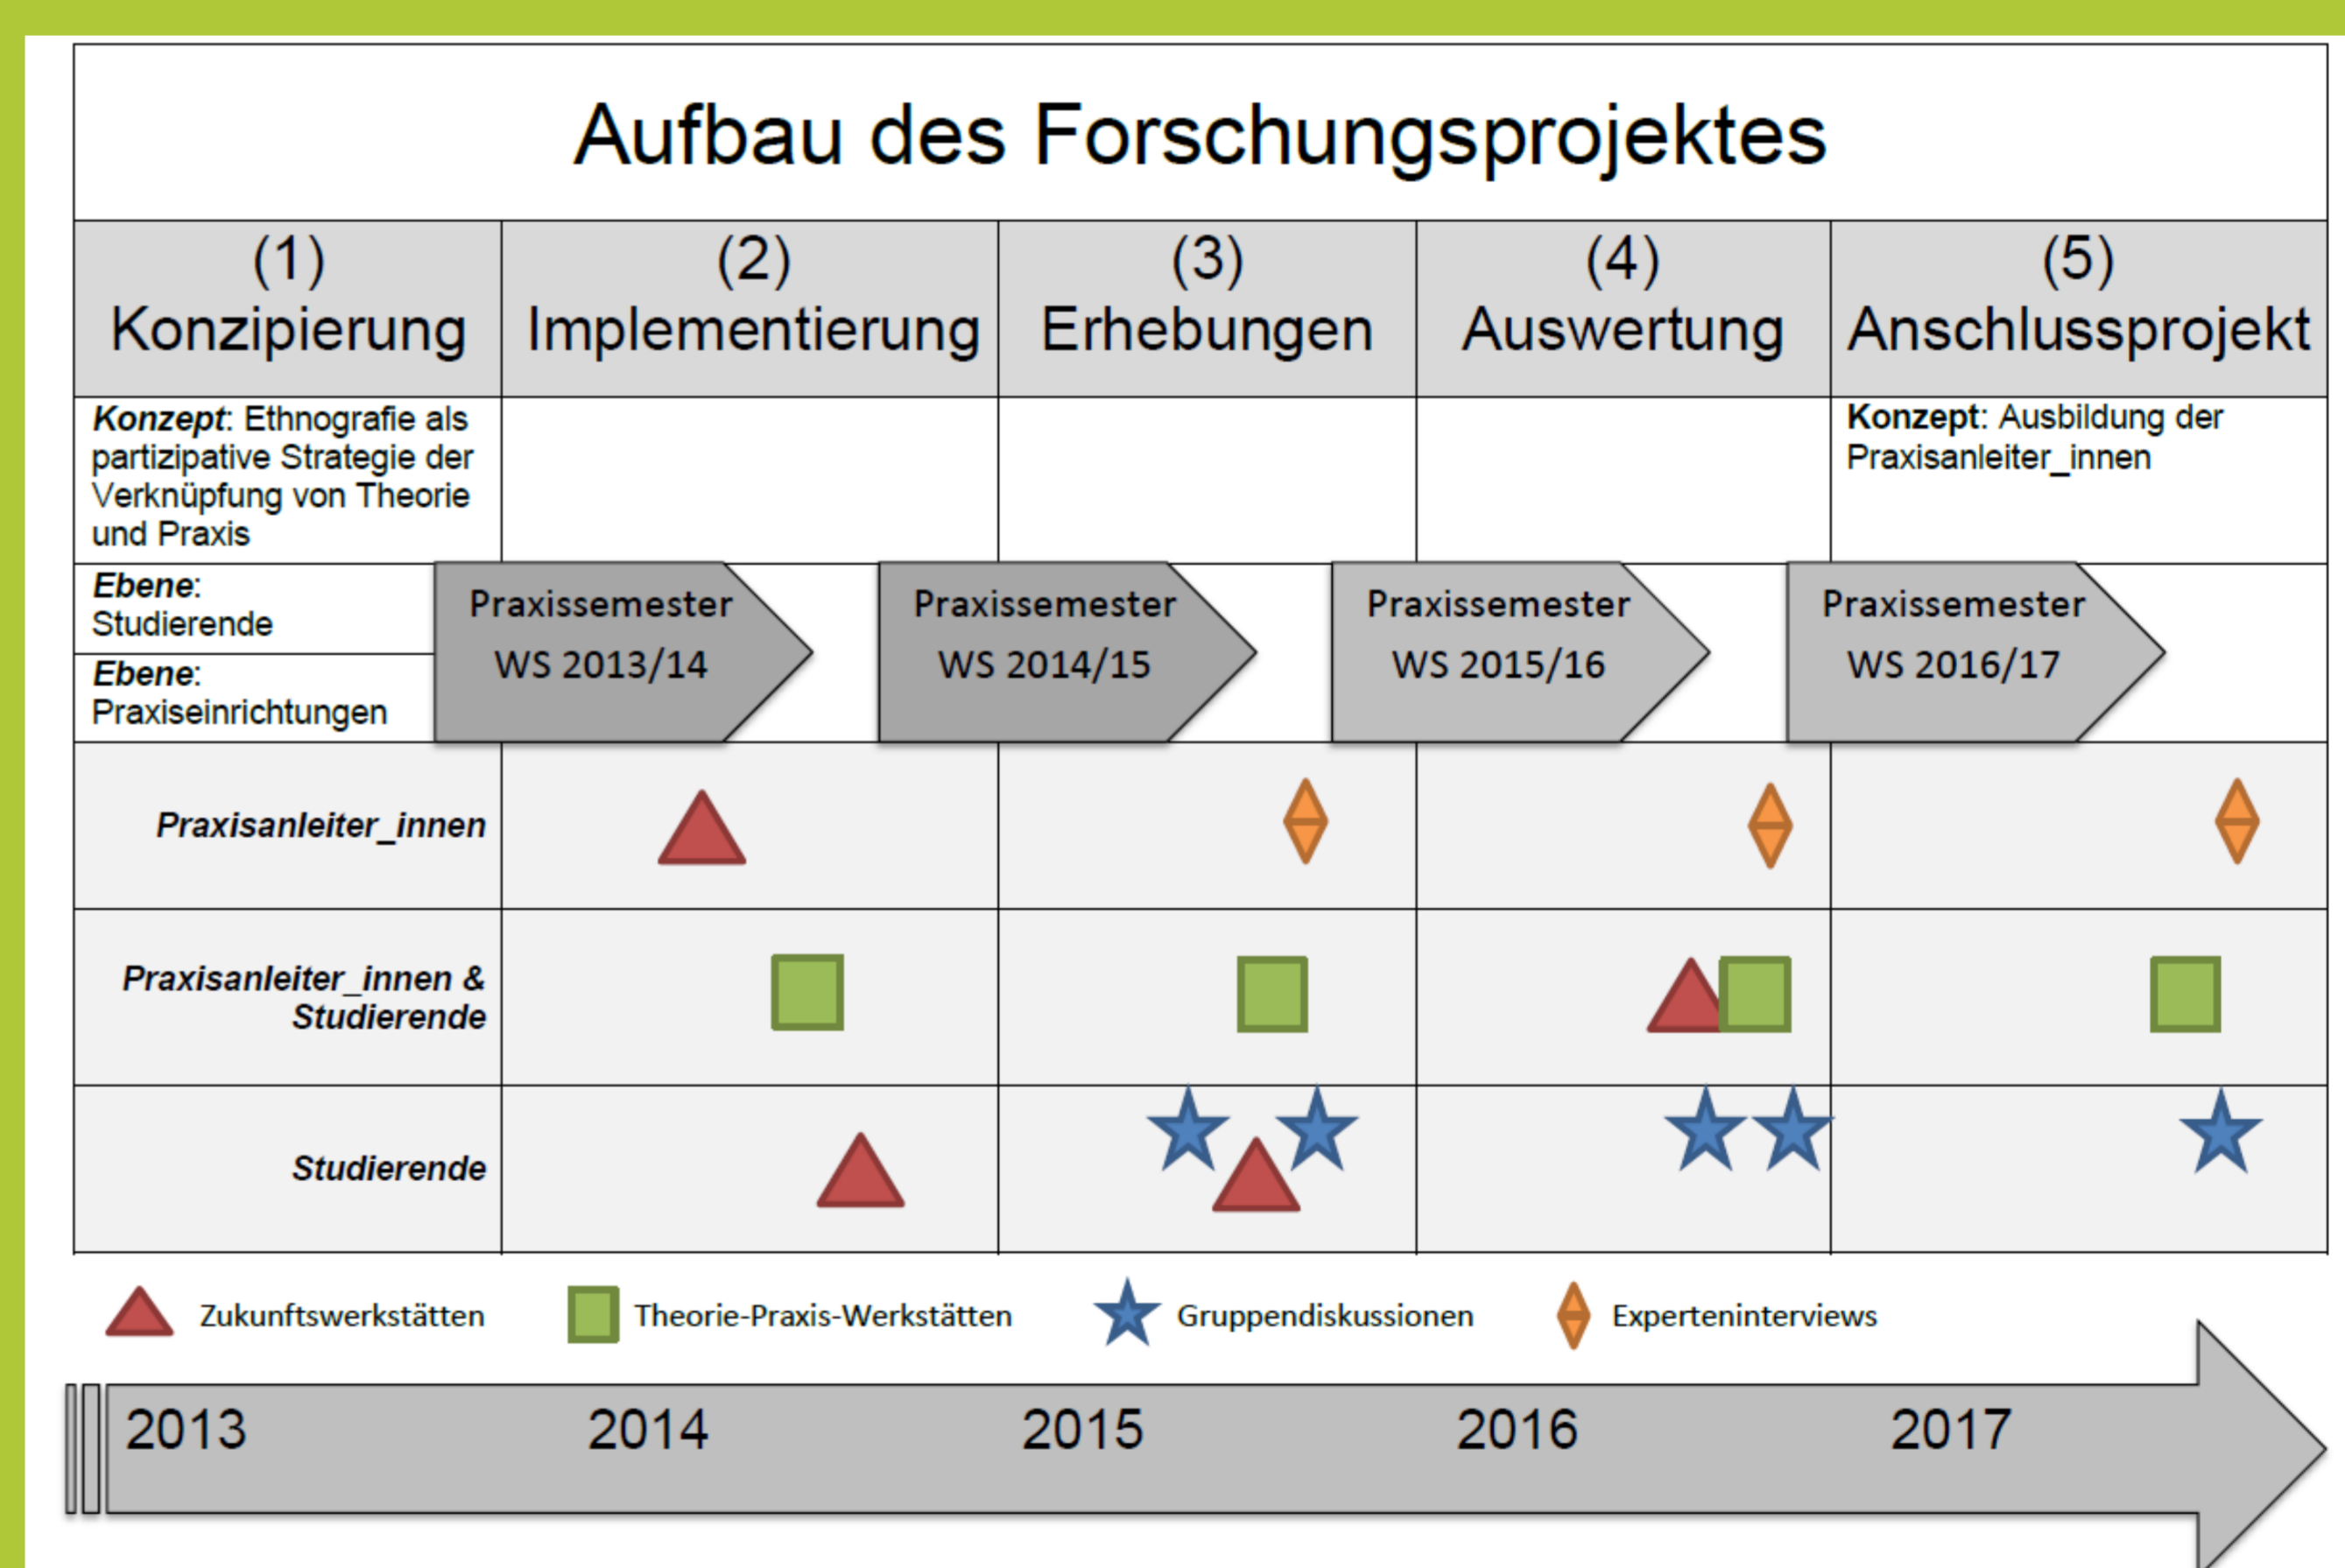 Aufbau des Forschungsprojektes
(1)
Konzipierung
(2)
Implementierung
(3)
Erhebungen
(4)
Auswertung
(5)
Anschlussprojekt
Konzept: Ethnografie als
partizipative Strategie der
Verknüpfung von Theorie
und Praxis
Konzept: Ausbildung der
Praxisanleiter_innen
Ebene:
Studierende
Ebene:
Praxiseinrichtungen
Praxissemester
WS 2013/14
Praxissemester
WS 2014/15
Praxissemester
WS 2015/16
Praxissemester
WS 2016/17
Praxisanleiter_innen
Praxisanleiter_innen &
Studierende
Studierende
Zukunftswerkstätten
Theorie-Praxis-Werkstätten
Gruppendiskussionen
Experteninterviews
2013
2014
2015
2016
2017